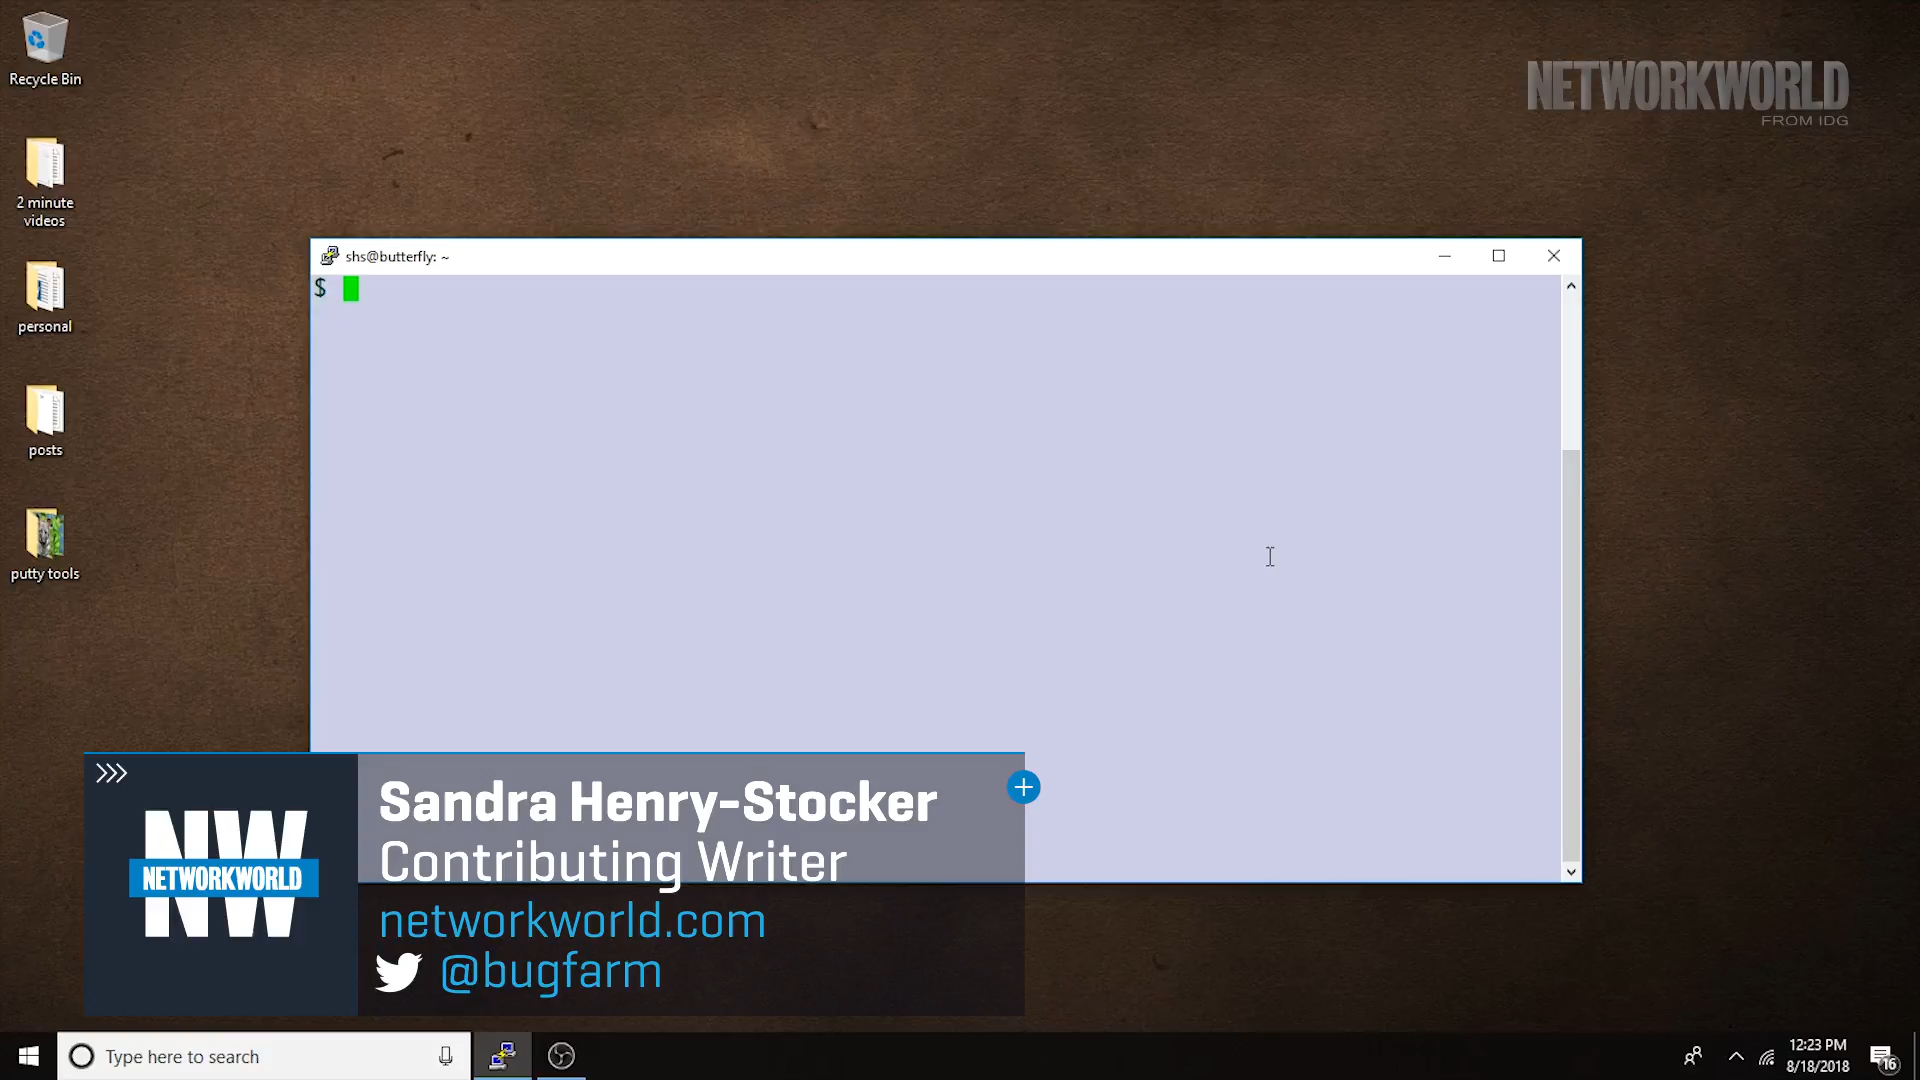 Recycle Bin
NETWORKWORLD
FROM IDG
2 minute
videos
personal
posts
putty tools
shs@butterfly: ~
$
NW
NETWORKWORLD
Sandra Henry-Stocker
Contributing Writer
networkworld.com
@bugfarm
Type here to search
12:23 PM
8/18/2018
16